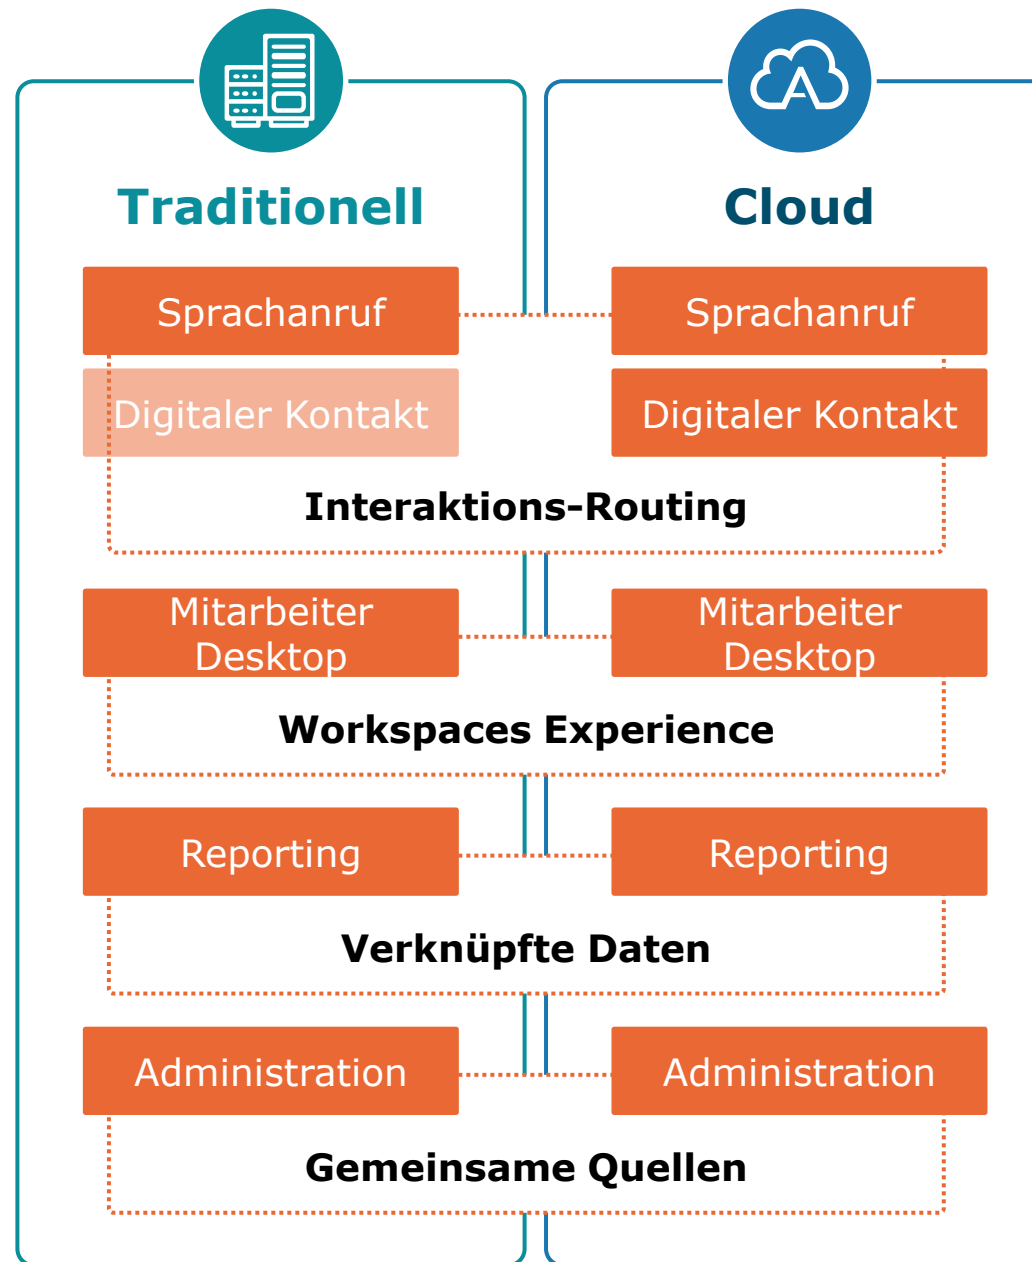 Traditionell
Cloud
Sprachanruf
Sprachanruf
Digitaler Kontakt
Digitaler Kontakt
Interaktions-Routing
Mitarbeiter
Desktop
Mitarbeiter
Desktop
Workspaces Experience
Reporting
Reporting
Verknüpfte Daten
Administration
Administration
Gemeinsame Quellen